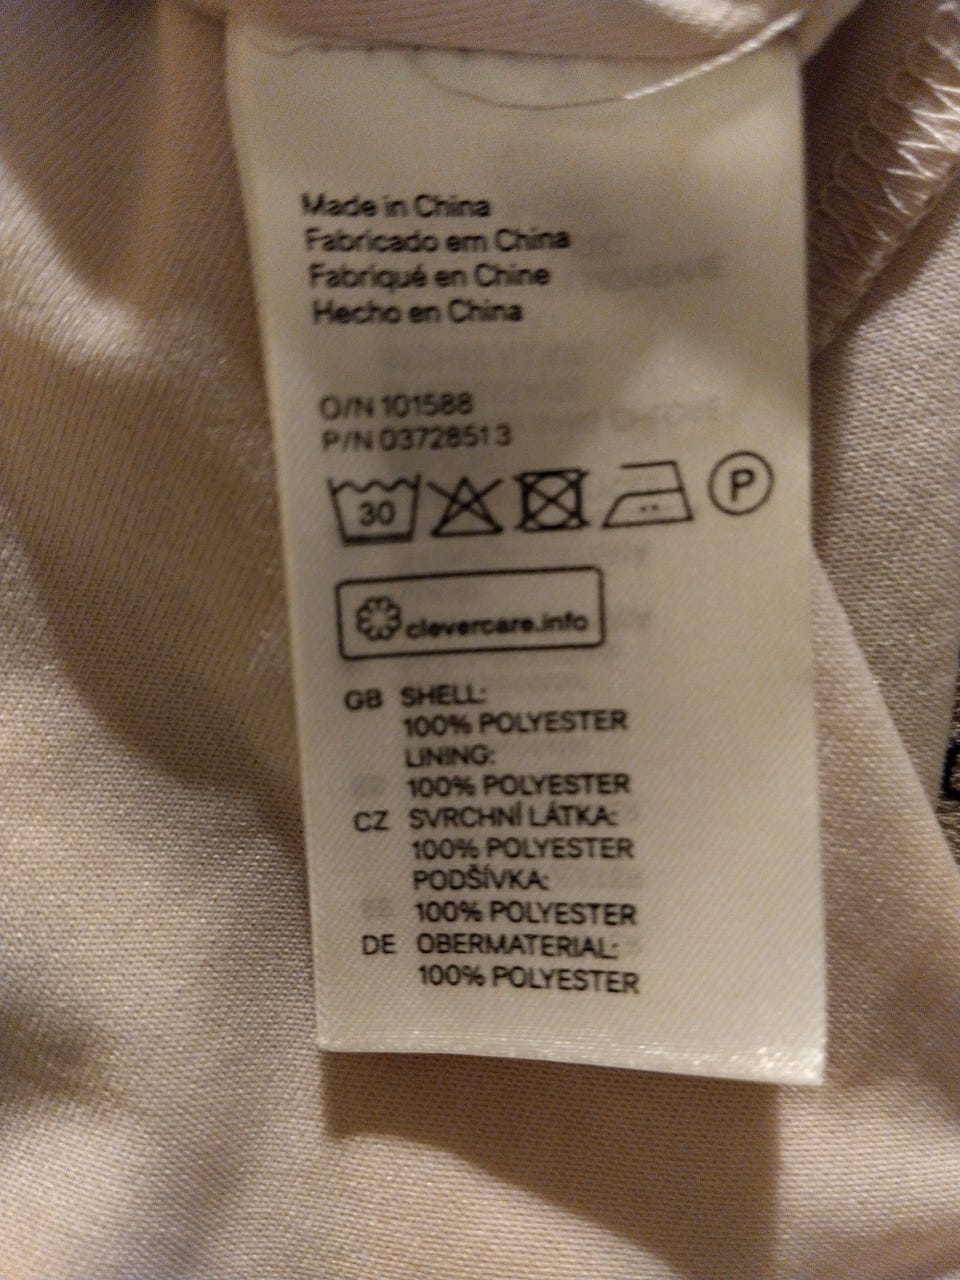 Made in China
Fabricado em China
Fabriqué en Chine
Hecho en China
O/N 101588
P/N 03728513
30
P
clevercare.info
GB SHELL:
100% POLYESTER
LINING:
100% POLYESTER
CZ SVRCHNÍ LÁTKA:
100% POLYESTER
PODŠÍVKA:
100% POLYESTER
DE OBERMATERIAL:
100% POLYESTER